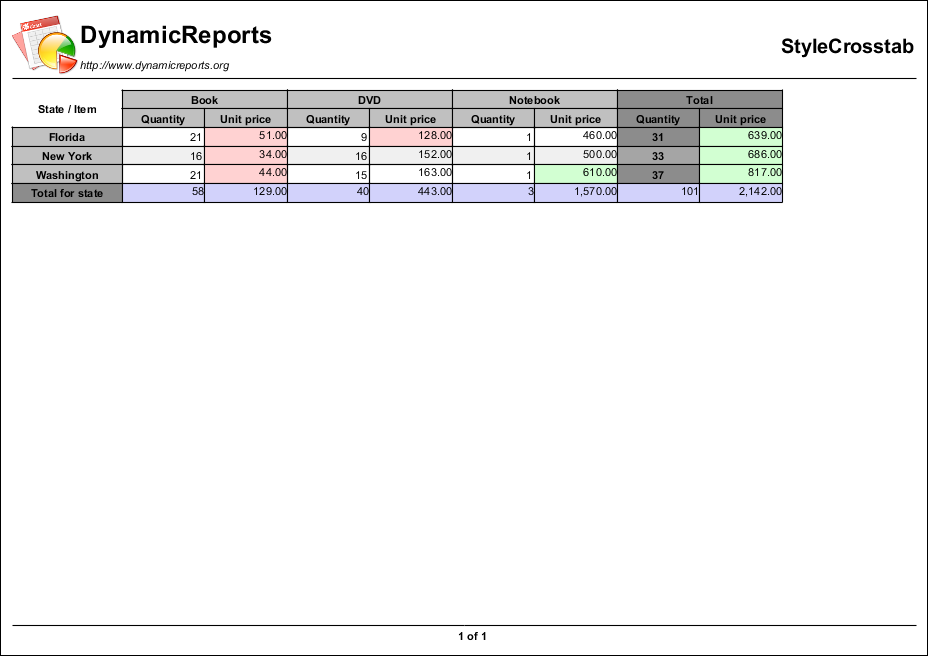 DynamicReports
http://www.dynamicreports.org
StyleCrosstab
State / Item Book DVD Notebook Total
Quantity Unit price Quantity Unit price Quantity Unit price Quantity Unit price
Florida 21 51.00 9 128.00 1 460.00 31 639.00
New York 16 34.00 16 152.00 1 500.00 33 686.00
Washington 21 44.00 15 163.00 1 610.00 37 817.00
Total for state 58 129.00 40 443.00 3 1,570.00 101 2,142.00
1 of 1